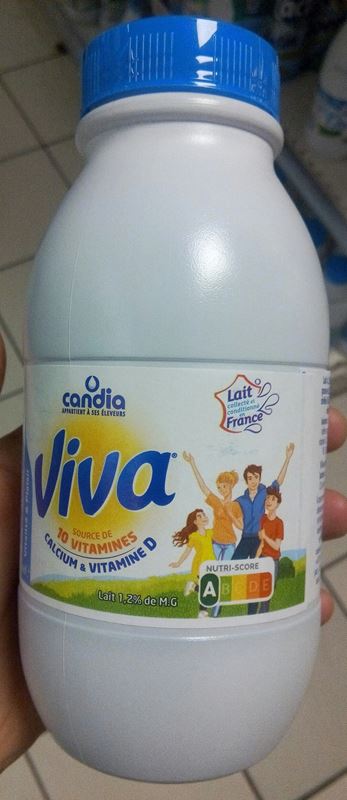 candia
APPARTIENT À SES ÉLEVEURS
Lait
collecté et
conditionné
en
France
Viva®
SOURCE DE
10 VITAMINES
CALCIUM & VITAMINE D
Lait 1,2% de M.G
NUTRI-SCORE
A B C D E